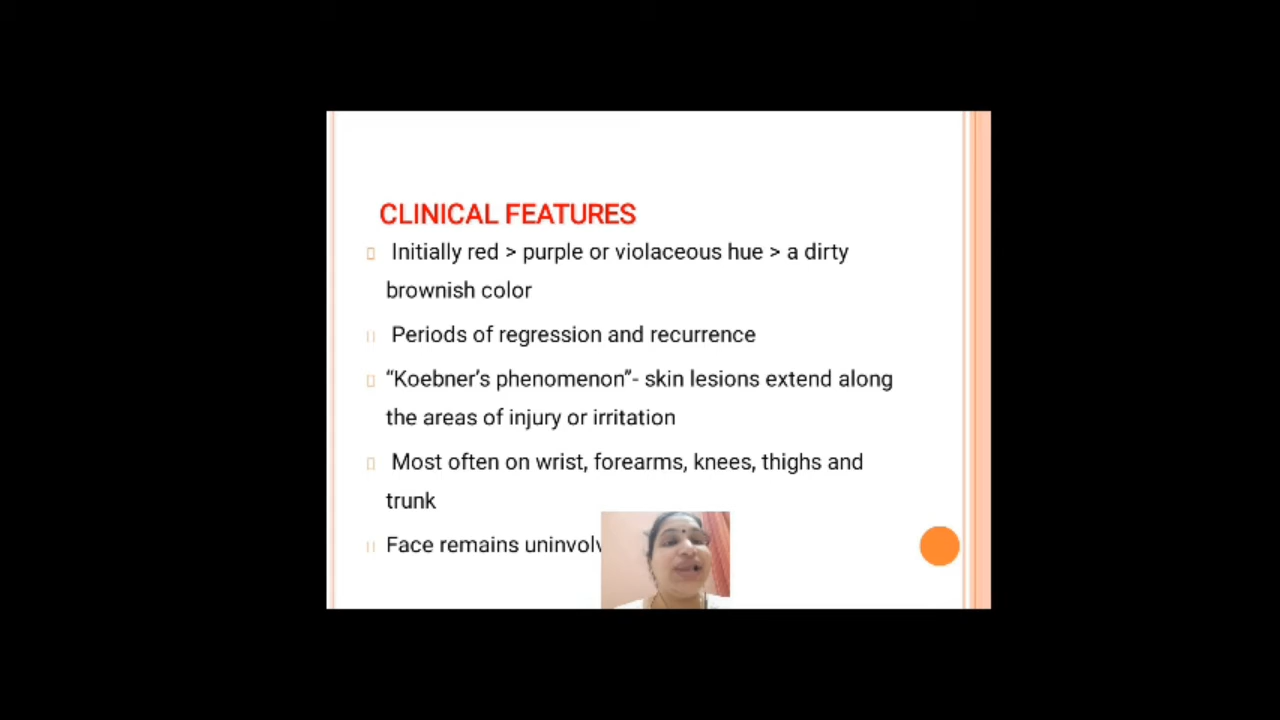 CLINICAL FEATURES
Initially red > purple or violaceous hue > a dirty
brownish color
Periods of regression and recurrence
“Koebner’s phenomenon”- skin lesions extend along
the areas of injury or irritation
Most often on wrist, forearms, knees, thighs and
trunk
Face remains